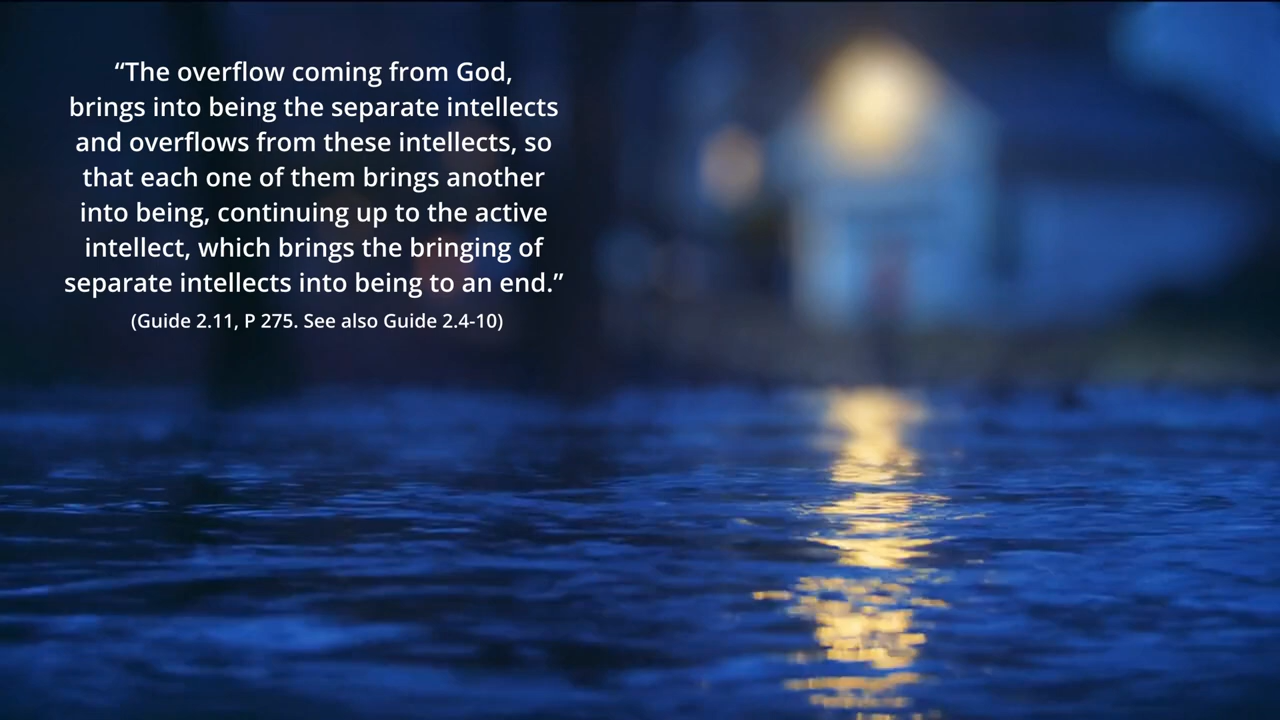 “The overflow coming from God,
brings into being the separate intellects
and overflows from these intellects, so
that each one of them brings another
into being, continuing up to the active
intellect, which brings the bringing of
separate intellects into being to an end.”
(Guide 2.11, P 275. See also Guide 2.4-10)